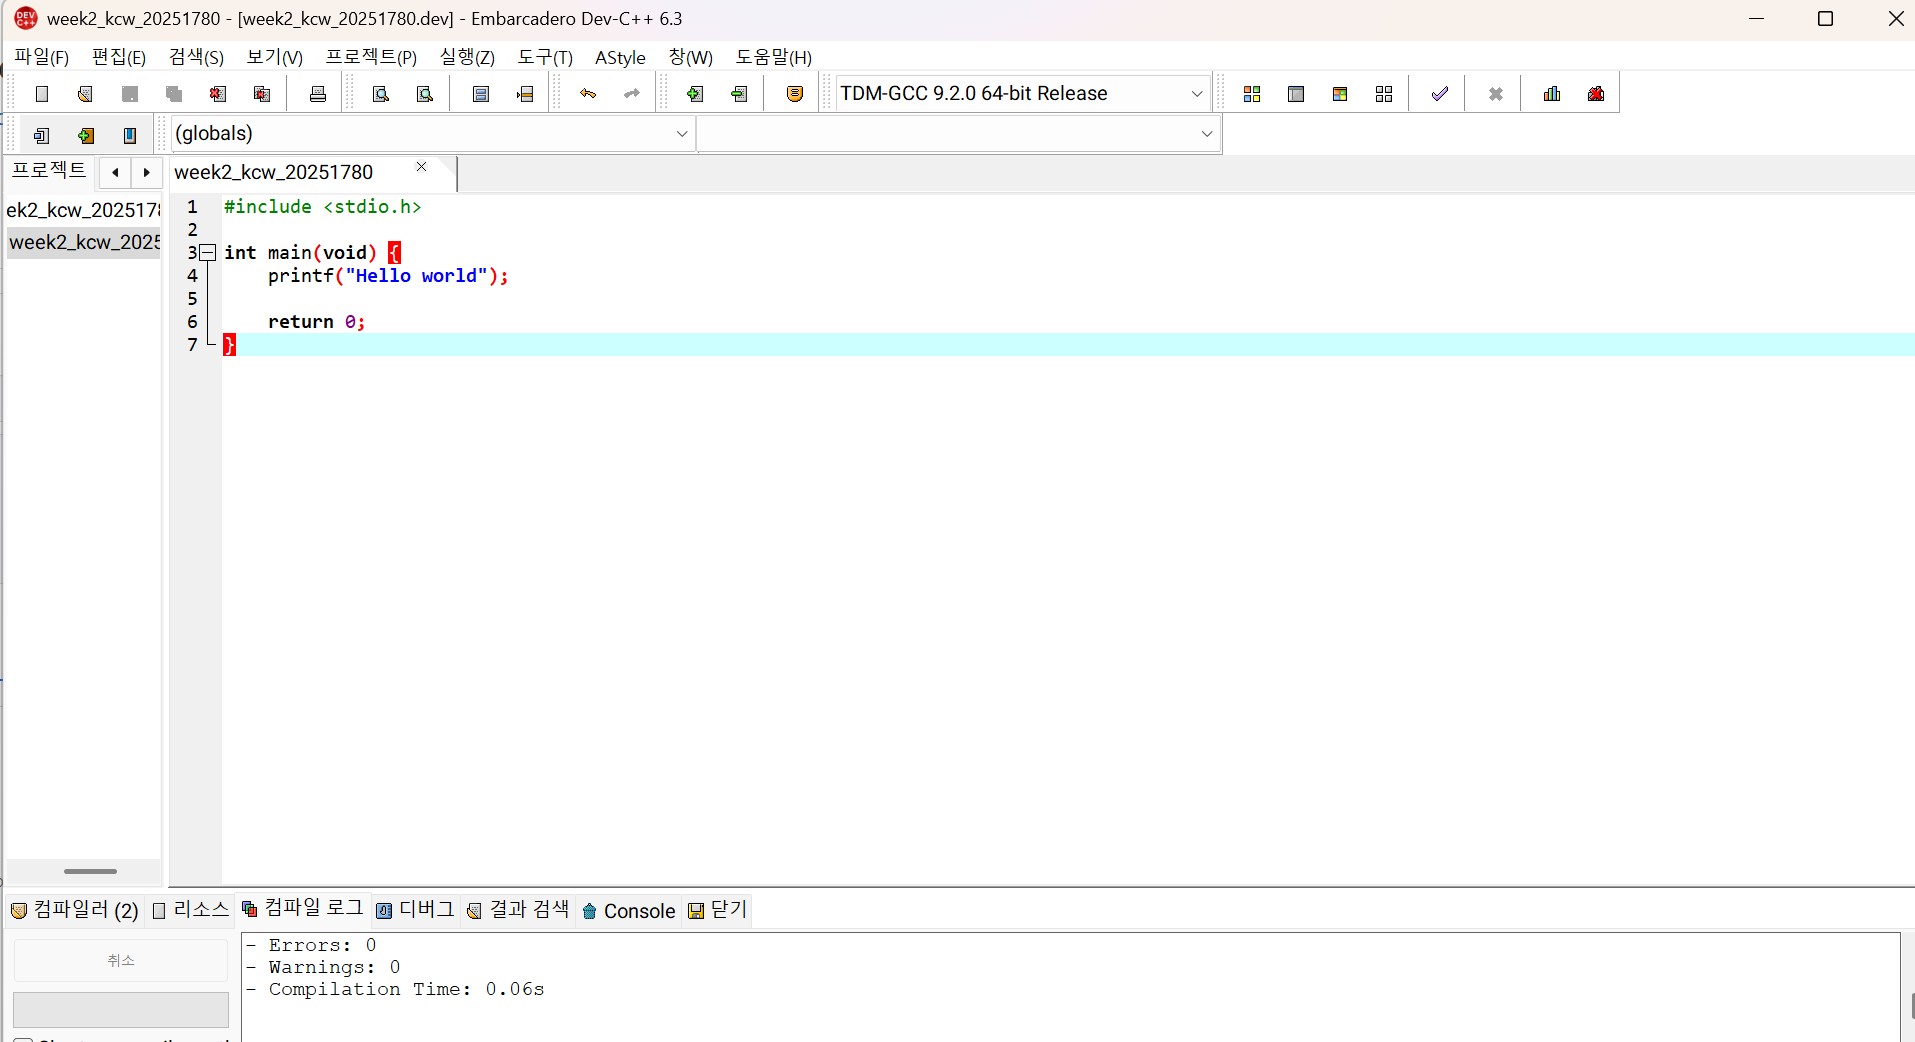 week2_kcw_20251780 - [week2_kcw_20251780.dev] - Embarcadero Dev-C++ 6.3
파일(F) 편집(E) 검색(S) 보기(V) 프로젝트(P) 실행(Z) 도구(T) AStyle 창(W) 도움말(H)
TDM-GCC 9.2.0 64-bit Release
(globals)
프로젝트
week2_kcw_20251780
ek2_kcw_202517
week2_kcw_2025
1 #include <stdio.h>
2
3 int main(void) {
4     printf("Hello world");
5
6     return 0;
7 }
컴파일러 (2) 리소스 컴파일 로그 디버그 결과 검색 Console 닫기
취소
- Errors: 0
- Warnings: 0
- Compilation Time: 0.06s